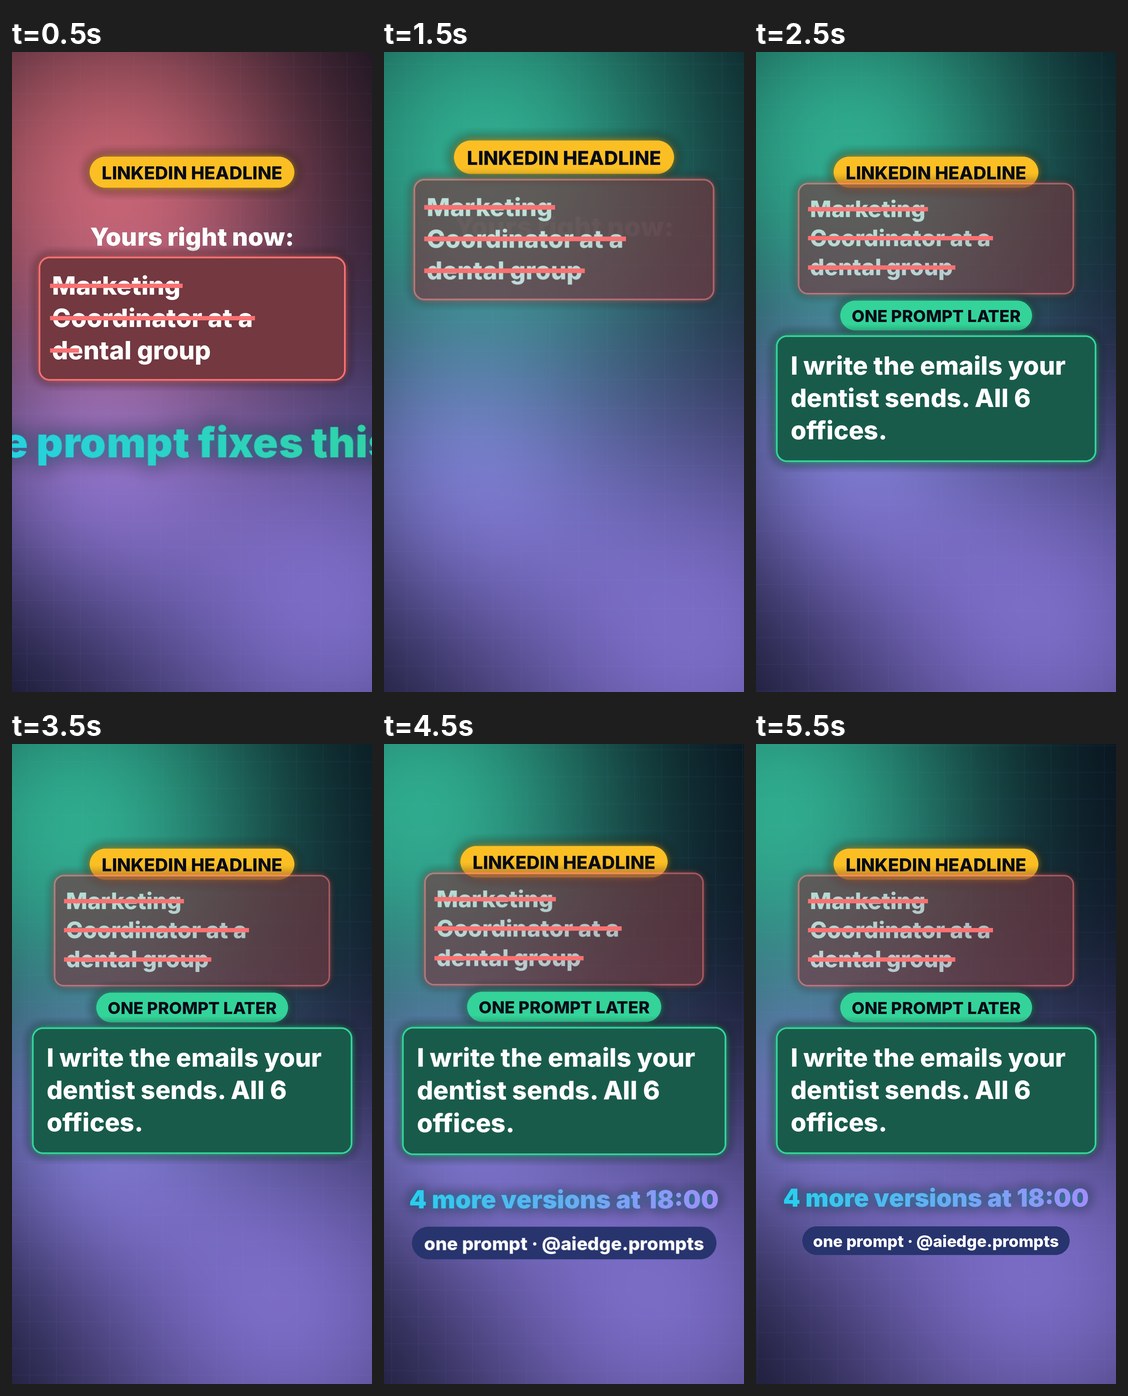 t=0.5s
LINKEDIN HEADLINE
Yours right now:
Marketing
Coordinator at a
dental group
e prompt fixes this
t=1.5s
LINKEDIN HEADLINE
Yours right now:
Marketing
Coordinator at a
dental group
t=2.5s
LINKEDIN HEADLINE
Marketing
Coordinator at a
dental group
ONE PROMPT LATER
I write the emails your
dentist sends. All 6
offices.
t=3.5s
LINKEDIN HEADLINE
Marketing
Coordinator at a
dental group
ONE PROMPT LATER
I write the emails your
dentist sends. All 6
offices.
t=4.5s
LINKEDIN HEADLINE
Marketing
Coordinator at a
dental group
ONE PROMPT LATER
I write the emails your
dentist sends. All 6
offices.
4 more versions at 18:00
one prompt · @aiedge.prompts
t=5.5s
LINKEDIN HEADLINE
Marketing
Coordinator at a
dental group
ONE PROMPT LATER
I write the emails your
dentist sends. All 6
offices.
4 more versions at 18:00
one prompt · @aiedge.prompts